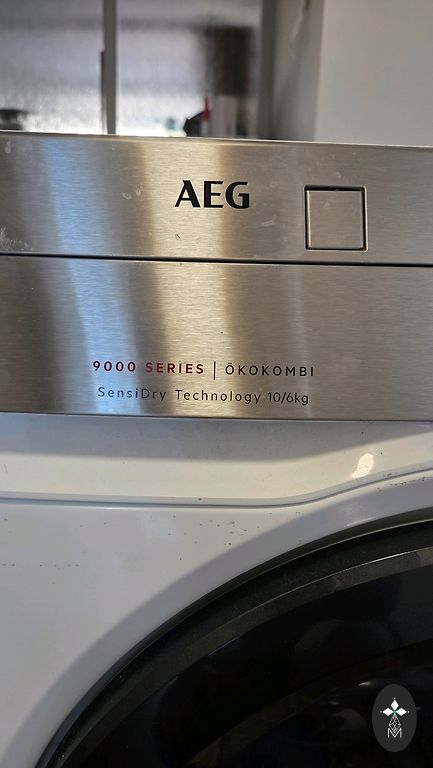 AEG
9000 SERIES | ÖKOKOMBI
SensiDry Technology 10/6kg
M